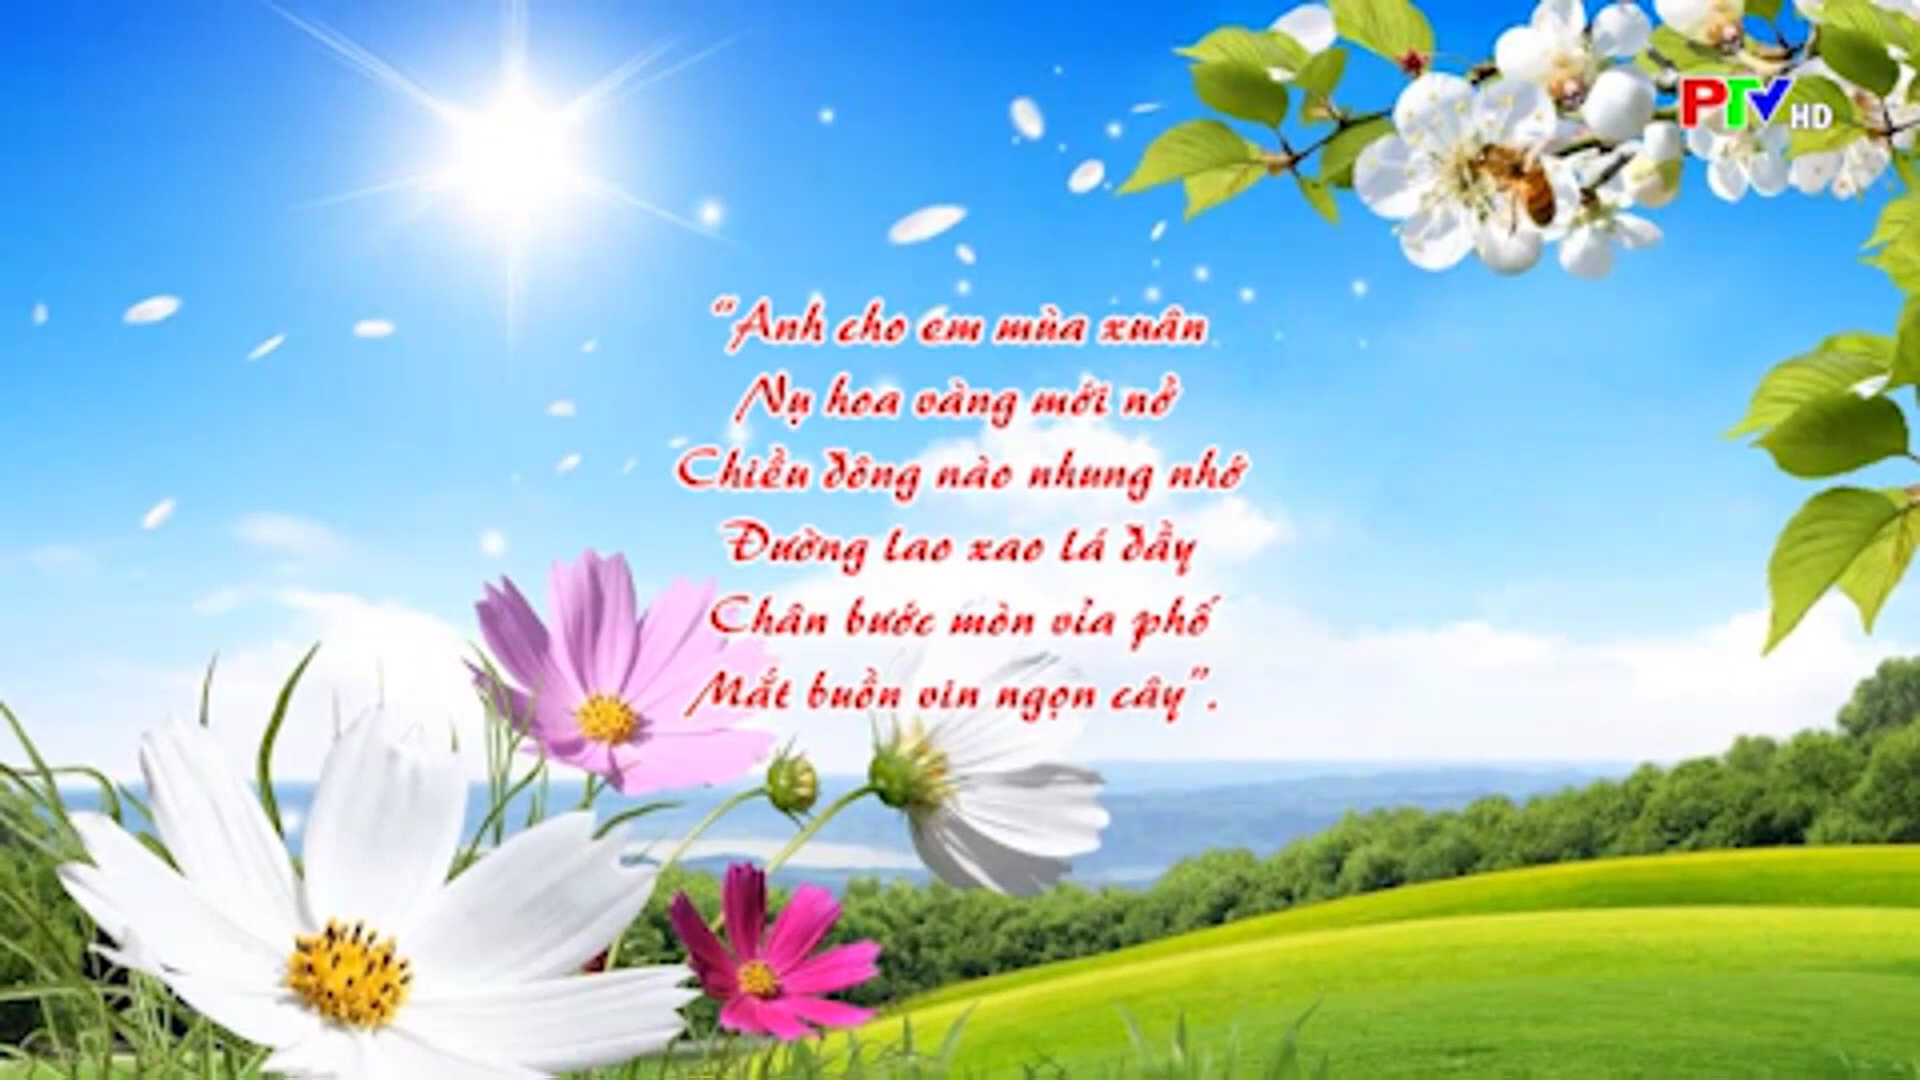 PTV HD
"Anh cho em mùa xuân
Nụ hoa vàng mới nở
Chiều đông nào nhung nhớ
Đường lao xao lá đầy
Chân bước mòn vỉa phố
Mắt buồn vin ngọn cây".